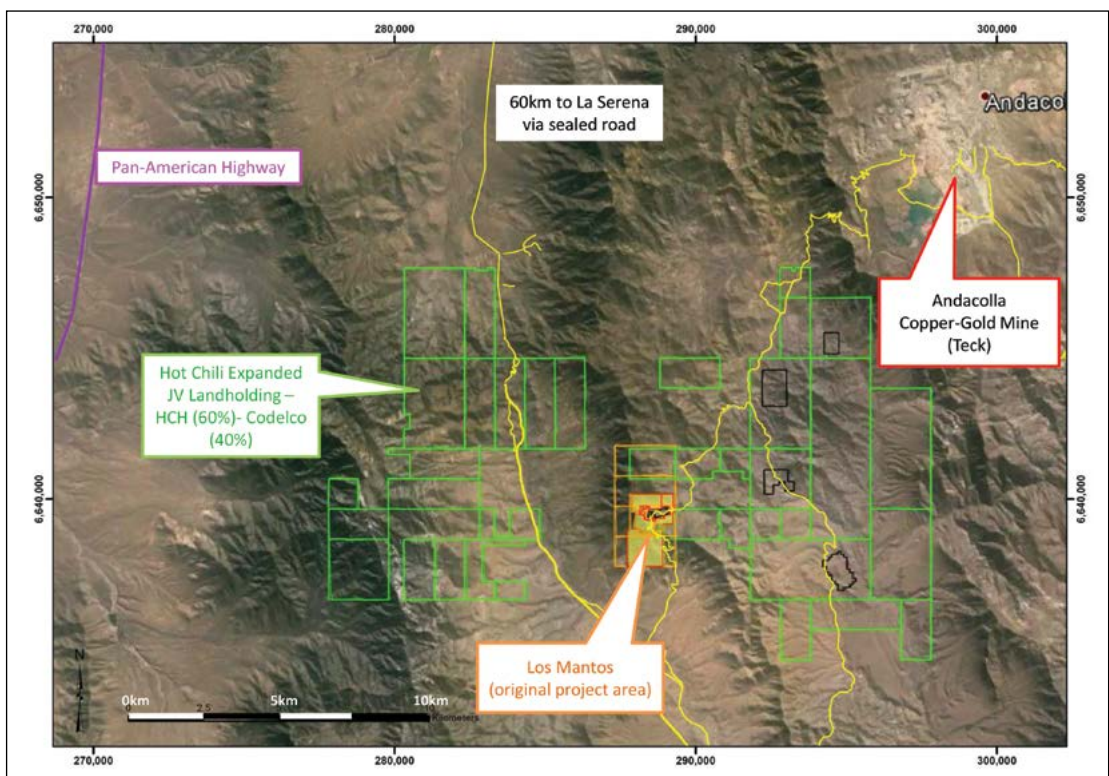 270,000
280,000
290,000
300,000
60km to La Serena
via sealed road
Andacol
Pan-American Highway
6,650,000
6,650,000
Andacolla
Copper-Gold Mine
(Teck)
Hot Chili Expanded
JV Landholding –
HCH (60%)- Codelco
(40%)
6,640,000
6,640,000
Los Mantos
(original project area)
N
0km
2.5
5km
10km
Kilometers
270,000
280,000
290,000
300,000